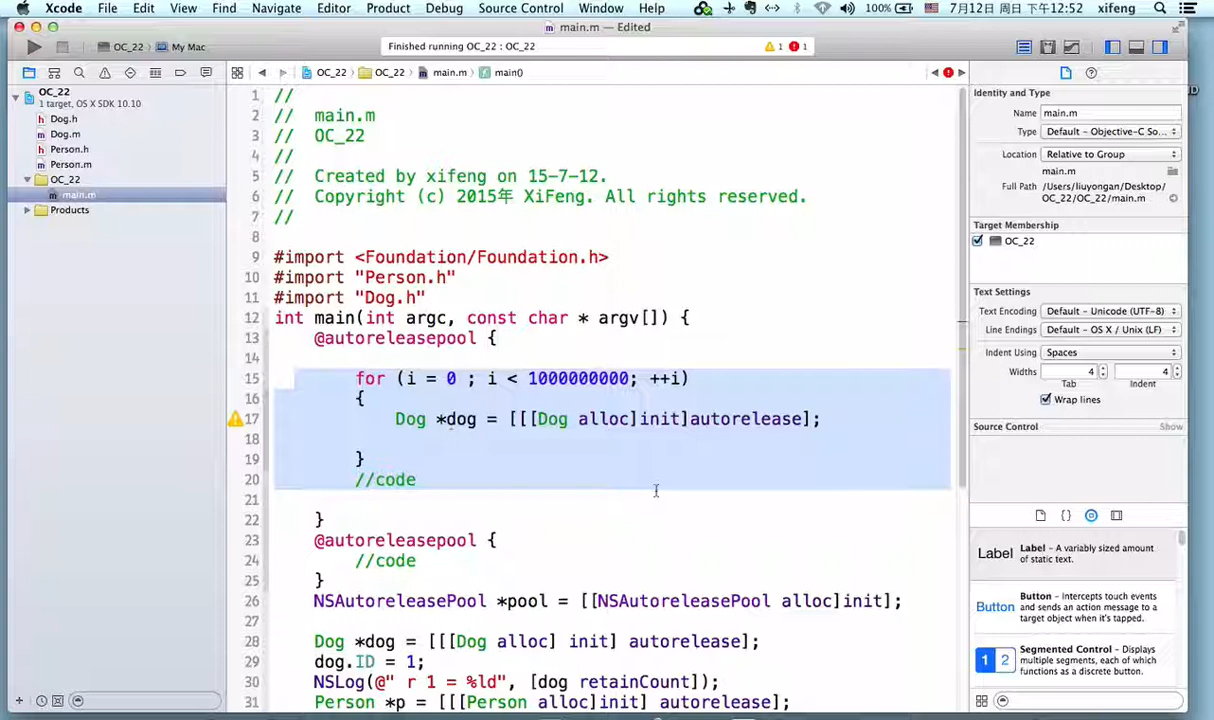 Xcode File Edit View Find Navigate Editor Product Debug Source Control Window Help 100% 7月12日 周日 下午12:52 xifeng
main.m — Edited
OC_22 My Mac Finished running OC_22 : OC_22 1 1
OC_22 OC_22 main.m main()
OC_22
1 target, OS X SDK 10.10
Dog.h
Dog.m
Person.h
Person.m
OC_22
main.m
Products
1 //
2 // main.m
3 // OC_22
4 //
5 // Created by xifeng on 15-7-12.
6 // Copyright (c) 2015年 XiFeng. All rights reserved.
7 //
8
9 #import <Foundation/Foundation.h>
10 #import "Person.h"
11 #import "Dog.h"
12 int main(int argc, const char * argv[]) {
13 @autoreleasepool {
14
15 for (i = 0 ; i < 1000000000; ++i)
16 {
17 Dog *dog = [[[Dog alloc]init]autorelease];
18
19 }
20 //code
21
22 }
23 @autoreleasepool {
24 //code
25 }
26 NSAutoreleasePool *pool = [[NSAutoreleasePool alloc]init];
27
28 Dog *dog = [[[Dog alloc] init] autorelease];
29 dog.ID = 1;
30 NSLog(@" r 1 = %ld", [dog retainCount]);
31 Person *p = [[[Person alloc]init] autorelease];
Identity and Type
Name main.m
Type Default - Objective-C So...
Location Relative to Group
main.m
Full Path /Users/liuyongan/Desktop/
OC_22/OC_22/main.m
Target Membership
OC_22
Text Settings
Text Encoding Default - Unicode (UTF-8)
Line Endings Default - OS X / Unix (LF)
Indent Using Spaces
Widths 4 4
Tab Indent
Wrap lines
Source Control Show
Label Label - A variably sized amount
of static text.
Button Button - Intercepts touch events
and sends an action message to a
target object when it's tapped.
1 2 Segmented Control - Displays
multiple segments, each of which
functions as a discrete button.